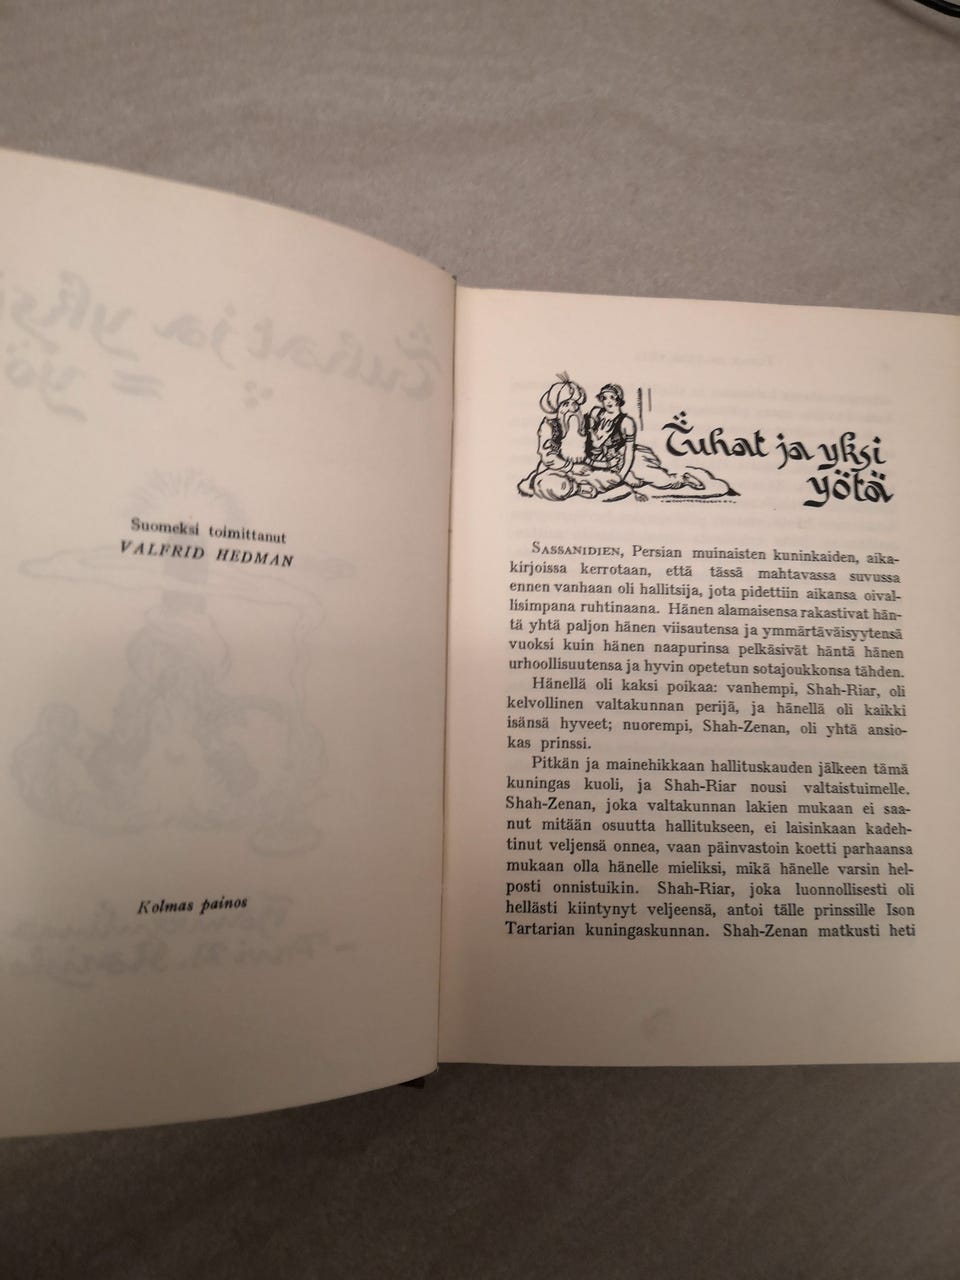 Suomeksi toimittanut
VALFRID HEDMAN
Kolmas painos
Tuhat ja yksi
yötä
SASSANIDIEN, Persian muinaisten kuninkaiden, aika-
kirjoissa kerrotaan, että tässä mahtavassa suvussa
ennen vanhaan oli hallitsija, jota pidettiin aikansa oival-
lisimpana ruhtinaana. Hänen alamaisensa rakastivat hän-
tä yhtä paljon hänen viisautensa ja ymmärtäväisyytensä
vuoksi kuin hänen naapurinsa pelkäsivät häntä hänen
urhoollisuutensa ja hyvin opetetun sotajoukkonsa tähden.
Hänellä oli kaksi poikaa: vanhempi, Shah-Riar, oli
kelvollinen valtakunnan perijä, ja hänellä oli kaikki
isänsä hyveet; nuorempi, Shah-Zenan, oli yhtä ansio-
kas prinssi.
Pitkän ja mainehikkaan hallituskauden jälkeen tämä
kuningas kuoli, ja Shah-Riar nousi valtaistuimelle.
Shah-Zenan, joka valtakunnan lakien mukaan ei saa-
nut mitään osuutta hallitukseen, ei laisinkaan kadeh-
tinut veljensä onnea, vaan päinvastoin koetti parhaansa
mukaan olla hänelle mieliksi, mikä hänelle varsin hel-
posti onnistuikin. Shah-Riar, joka luonnollisesti oli
hellästi kiintynyt veljeensä, antoi tälle prinssille Ison
Tartarian kuningaskunnan. Shah-Zenan matkusti heti